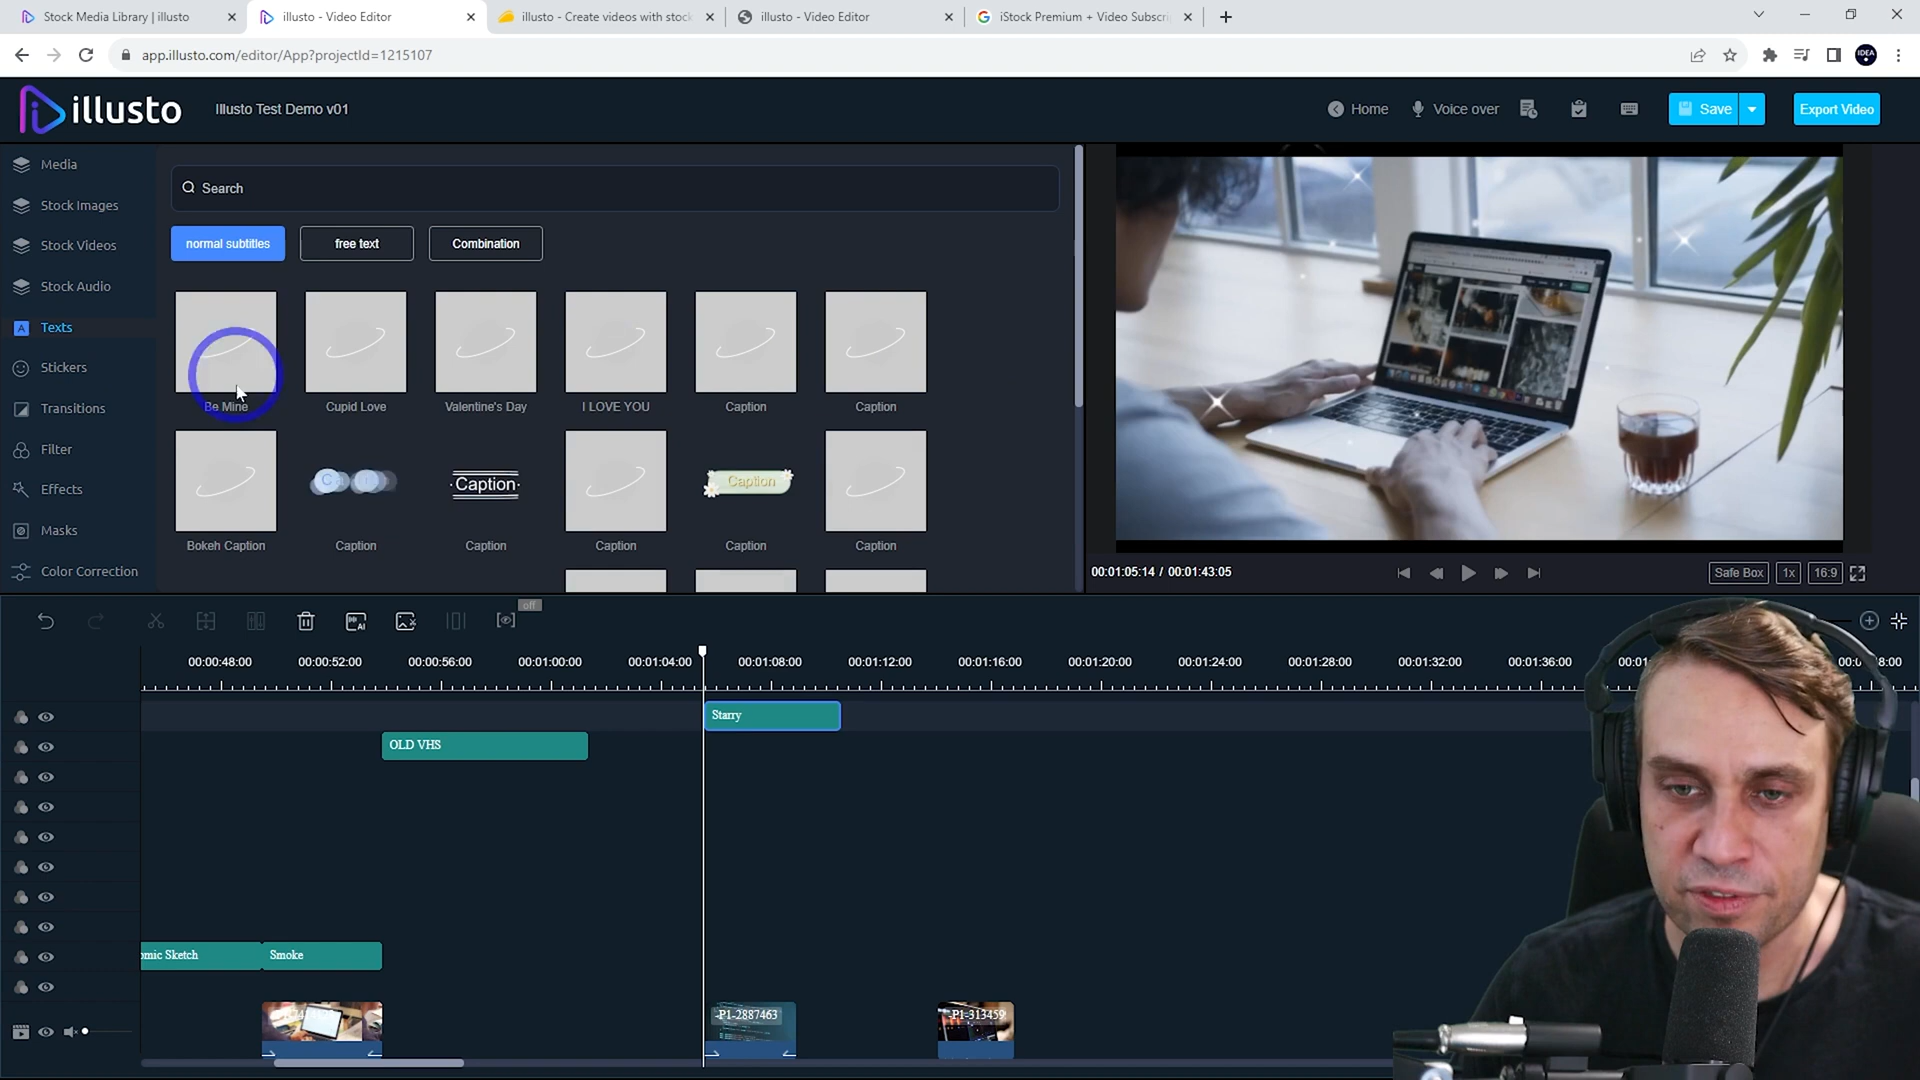 Stock Media Library | illusto
illusto - Video Editor
illusto - Create videos with stock
illusto - Video Editor
iStock Premium + Video Subscri
app.illusto.com/editor/App?projectId=1215107
IDEA
illusto
Illusto Test Demo v01
Home
Voice over
Save
Export Video
Media
Stock Images
Stock Videos
Stock Audio
Texts
Stickers
Transitions
Filter
Effects
Masks
Color Correction
Search
normal subtitles
free text
Combination
Be Mine
Cupid Love
Valentine's Day
I LOVE YOU
Caption
Caption
Caption
Caption
Bokeh Caption
Caption
Caption
Caption
Caption
Caption
00:01:05:14 / 00:01:43:05
Safe Box
1x
16:9
off
AI
00:00:48:00
00:00:52:00
00:00:56:00
00:01:00:00
00:01:04:00
00:01:08:00
00:01:12:00
00:01:16:00
00:01:20:00
00:01:24:00
00:01:28:00
00:01:32:00
00:01:36:00
Starry
OLD VHS
omic Sketch
Smoke
-P1-2887463
-P1-313459